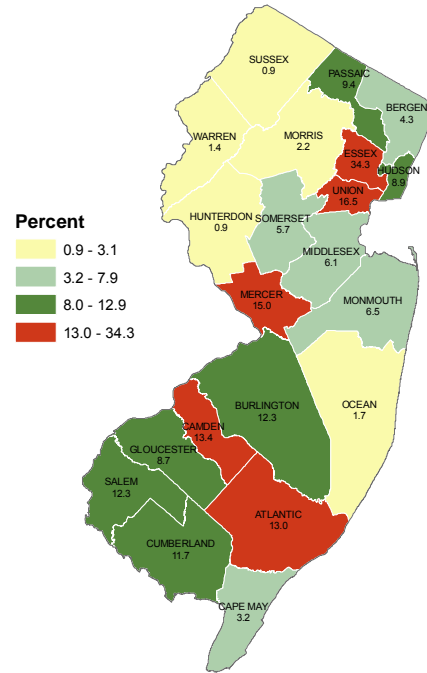 SUSSEX
0.9
PASSAIC
9.4
BERGEN
4.3
WARREN
1.4
MORRIS
2.2
ESSEX
34.3
HUDSON
8.9
UNION
16.5
HUNTERDON
0.9
SOMERSET
5.7
MIDDLESEX
6.1
Percent
0.9 - 3.1
3.2 - 7.9
8.0 - 12.9
13.0 - 34.3
MERCER
15.0
MONMOUTH
6.5
BURLINGTON
12.3
OCEAN
1.7
CAMDEN
13.4
GLOUCESTER
8.7
SALEM
12.3
ATLANTIC
13.0
CUMBERLAND
11.7
CAPE MAY
3.2